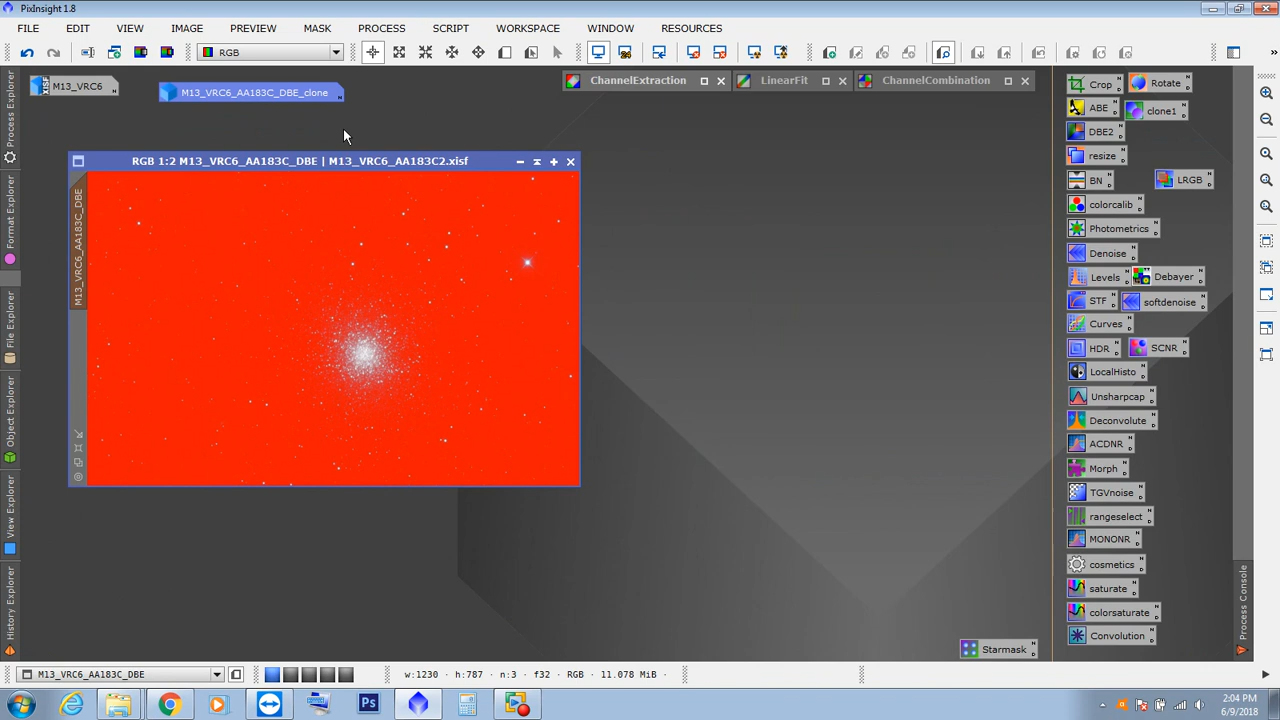 PixInsight 1.8
FILE EDIT VIEW IMAGE PREVIEW MASK PROCESS SCRIPT WORKSPACE WINDOW RESOURCES
RGB
M13_VRC6
M13_VRC6_AA183C_DBE_clone
ChannelExtraction
LinearFit
ChannelCombination
RGB 1:2 M13_VRC6_AA183C_DBE | M13_VRC6_AA183C2.xisf
M13_VRC6_AA183C_DBE
Process Explorer
Format Explorer
File Explorer
Object Explorer
View Explorer
History Explorer
Crop
Rotate
ABE
clone1
DBE2
resize
BN
LRGB
colorcalib
Photometrics
Denoise
Levels
Debayer
STF
softdenoise
Curves
HDR
SCNR
LocalHisto
Unsharpcap
Deconvolute
ACDNR
Morph
TGVnoise
rangeselect
MONONR
cosmetics
saturate
colorsaturate
Convolution
Starmask
Process Console
M13_VRC6_AA183C_DBE
w:1230 · h:787 · n:3 · f32 · RGB · 11.078 MiB ·
Ps
2:04 PM
6/9/2018